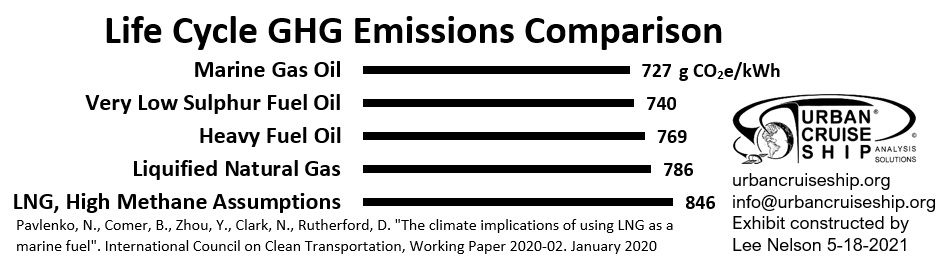 Life Cycle GHG Emissions Comparison
Marine Gas Oil 727 g CO₂e/kWh
Very Low Sulphur Fuel Oil 740
Heavy Fuel Oil 769
Liquified Natural Gas 786
LNG, High Methane Assumptions 846
Pavlenko, N., Comer, B., Zhou, Y., Clark, N., Rutherford, D. "The climate implications of using LNG as a
marine fuel". International Council on Clean Transportation, Working Paper 2020-02. January 2020
URBAN®
CRUISE ©
SHIP ANALYSIS
SOLUTIONS
urbancruiseship.org
info@urbancruiseship.org
Exhibit constructed by
Lee Nelson 5-18-2021